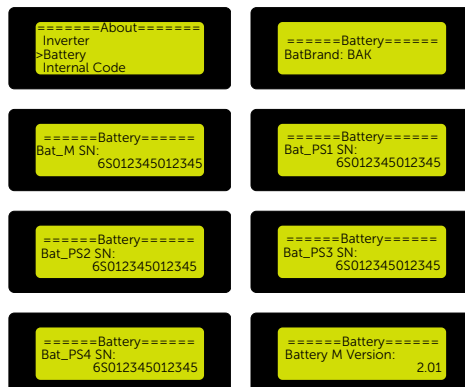 =======About=======
Inverter
>Battery
Internal Code
======Battery======
BatBrand: BAK
======Battery======
Bat_M SN:
6S012345012345
======Battery======
Bat_PS1 SN:
6S012345012345
======Battery======
Bat_PS2 SN:
6S012345012345
======Battery======
Bat_PS3 SN:
6S012345012345
======Battery======
Bat_PS4 SN:
6S012345012345
======Battery======
Battery M Version:
2.01